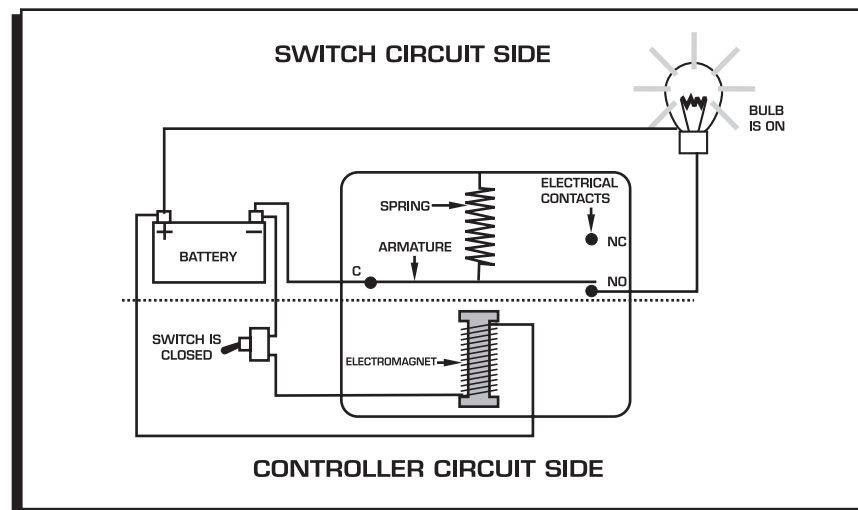 SWITCH CIRCUIT SIDE
BULB
IS ON
ELECTRICAL
CONTACTS
SPRING
NC
+
−
ARMATURE
BATTERY
C
NO
SWITCH IS
CLOSED
ELECTROMAGNET
CONTROLLER CIRCUIT SIDE